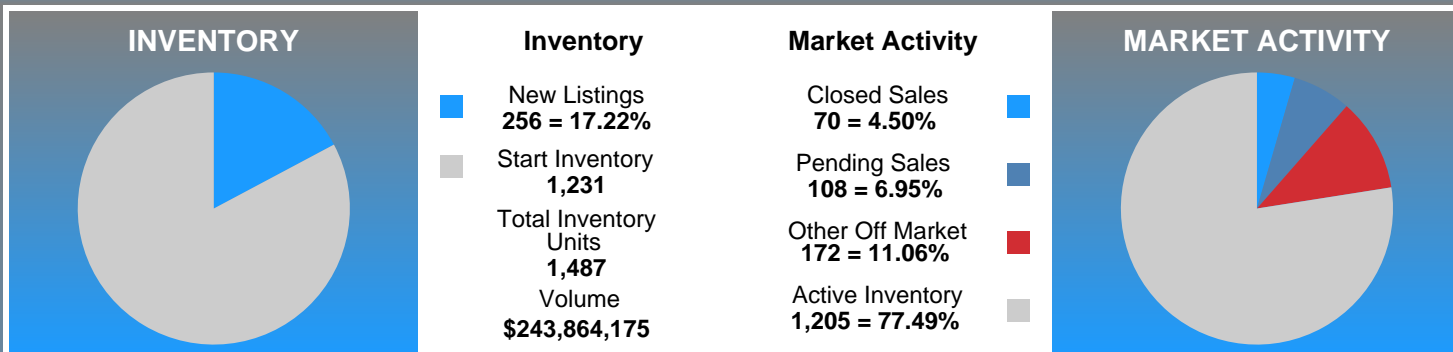 INVENTORY
Inventory
New Listings
256 = 17.22%
Start Inventory
1,231
Total Inventory
Units
1,487
Volume
$243,864,175
Market Activity
Closed Sales
70 = 4.50%
Pending Sales
108 = 6.95%
Other Off Market
172 = 11.06%
Active Inventory
1,205 = 77.49%
MARKET ACTIVITY